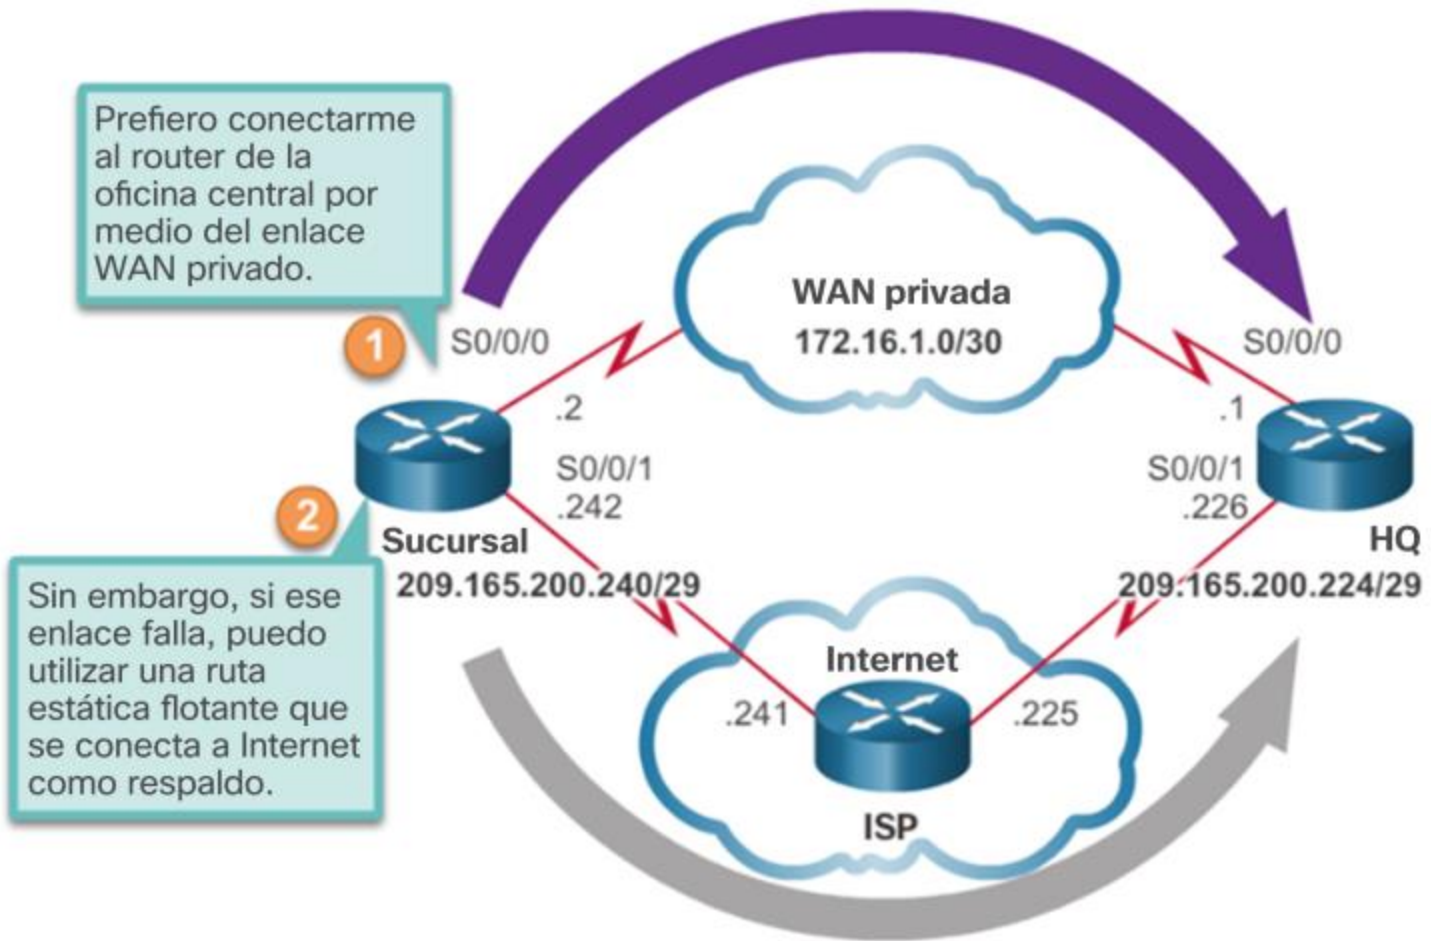 Prefiero conectarme
al router de la
oficina central por
medio del enlace
WAN privado.
1
S0/0/0
WAN privada
172.16.1.0/30
S0/0/0
.2
.1
S0/0/1
.242
S0/0/1
.226
2
Sucursal
HQ
209.165.200.240/29
209.165.200.224/29
Sin embargo, si ese
enlace falla, puedo
utilizar una ruta
estática flotante que
se conecta a Internet
como respaldo.
Internet
.241
.225
ISP